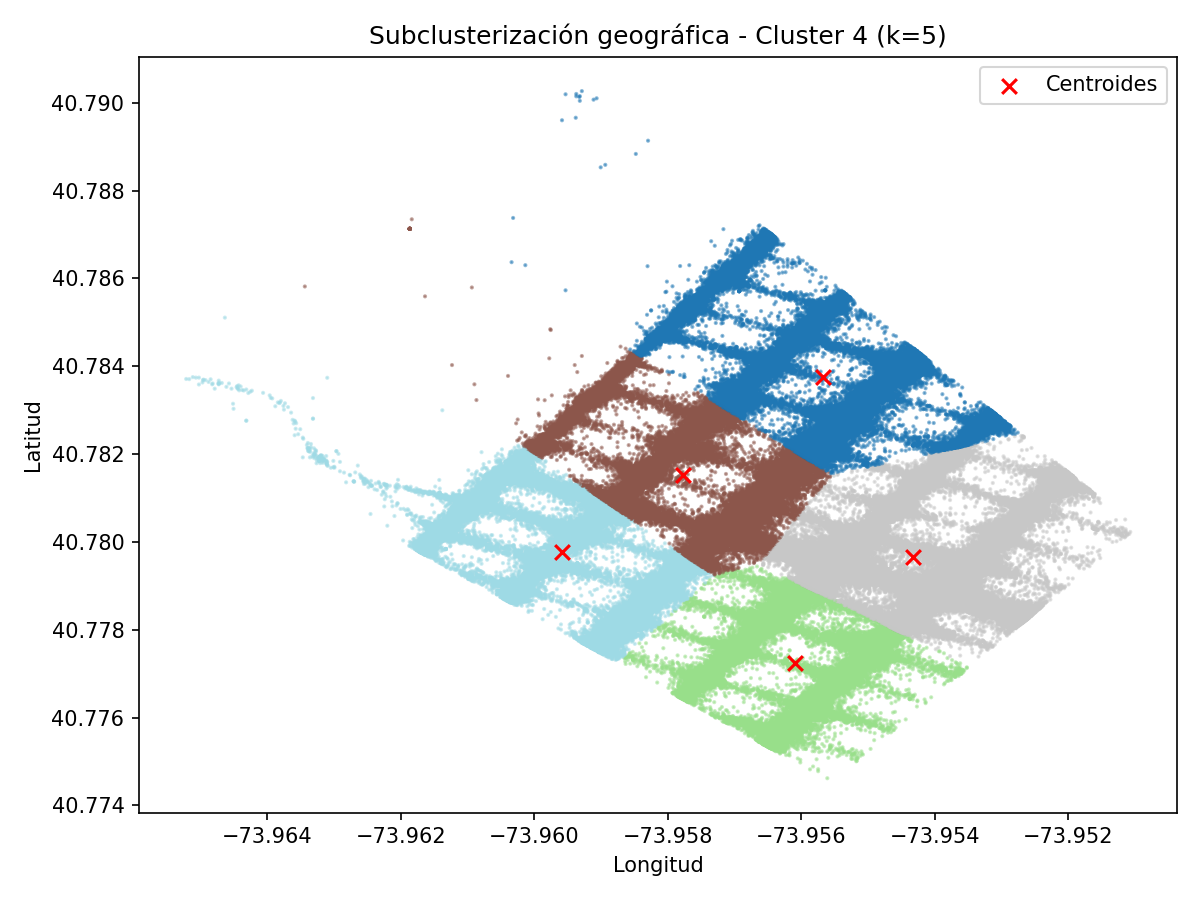 Subclusterización geográfica - Cluster 4 (k=5)
Centroides
40.790
40.788
40.786
40.784
40.782
40.780
40.778
40.776
40.774
Latitud
−73.964 −73.962 −73.960 −73.958 −73.956 −73.954 −73.952
Longitud